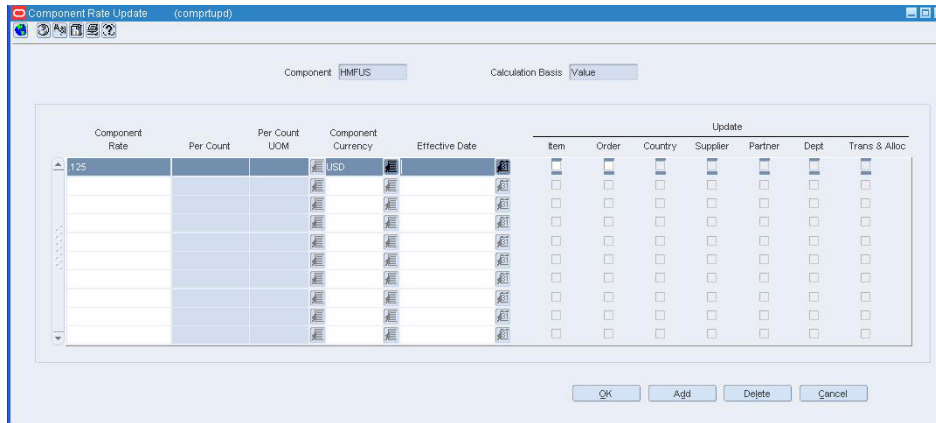 Component Rate Update (comprtupd)
Component HMFUS Calculation Basis Value
Update
Component Rate Per Count Per Count UOM Component Currency Effective Date Item Order Country Supplier Partner Dept Trans & Alloc
125 USD
OK Add Delete Cancel